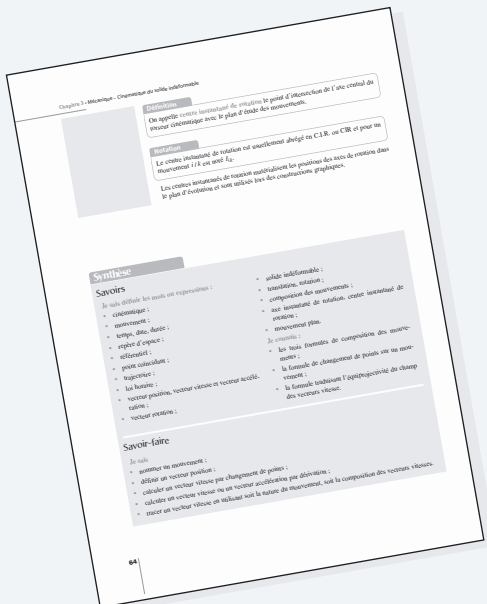 Chapitre 3 • Mécanique – Cinématique du solide indéformable
Définition
On appelle centre instantané de rotation le point d'intersection de l'axe central du
torseur cinématique avec le plan d'étude des mouvements.
Notation
Le centre instantané de rotation est usuellement abrégé en C.I.R. ou CIR et pour un
mouvement i/k est noté Iik.
Les centres instantanés de rotation matérialisent les positions des axes de rotation dans
le plan d'évolution et sont utilisés lors des constructions graphiques.
Synthèse
Savoirs
Je sais définir les mots ou expressions :
• cinématique ;
• mouvement ;
• temps, date, durée ;
• repère d'espace ;
• référentiel ;
• point coïncidant ;
• trajectoire ;
• loi horaire ;
• vecteur position, vecteur vitesse et vecteur accélé-
ration ;
• vecteur rotation ;
• solide indéformable ;
• translation, rotation ;
• composition des mouvements ;
• axe instantané de rotation, centre instantané de
rotation ;
• mouvement plan.
Je connais :
• les trois formules de composition des mouve-
ments ;
• la formule de changement de points sur un mou-
vement ;
• la formule traduisant l'équiprojectivité du champ
des vecteurs vitesse.
Savoir-faire
Je sais
• nommer un mouvement ;
• définir un vecteur position ;
• calculer un vecteur vitesse par changement de points ;
• calculer un vecteur vitesse ou un vecteur accélération par dérivation ;
• tracer un vecteur vitesse en utilisant soit la nature du mouvement, soit la composition des vecteurs vitesses.
64